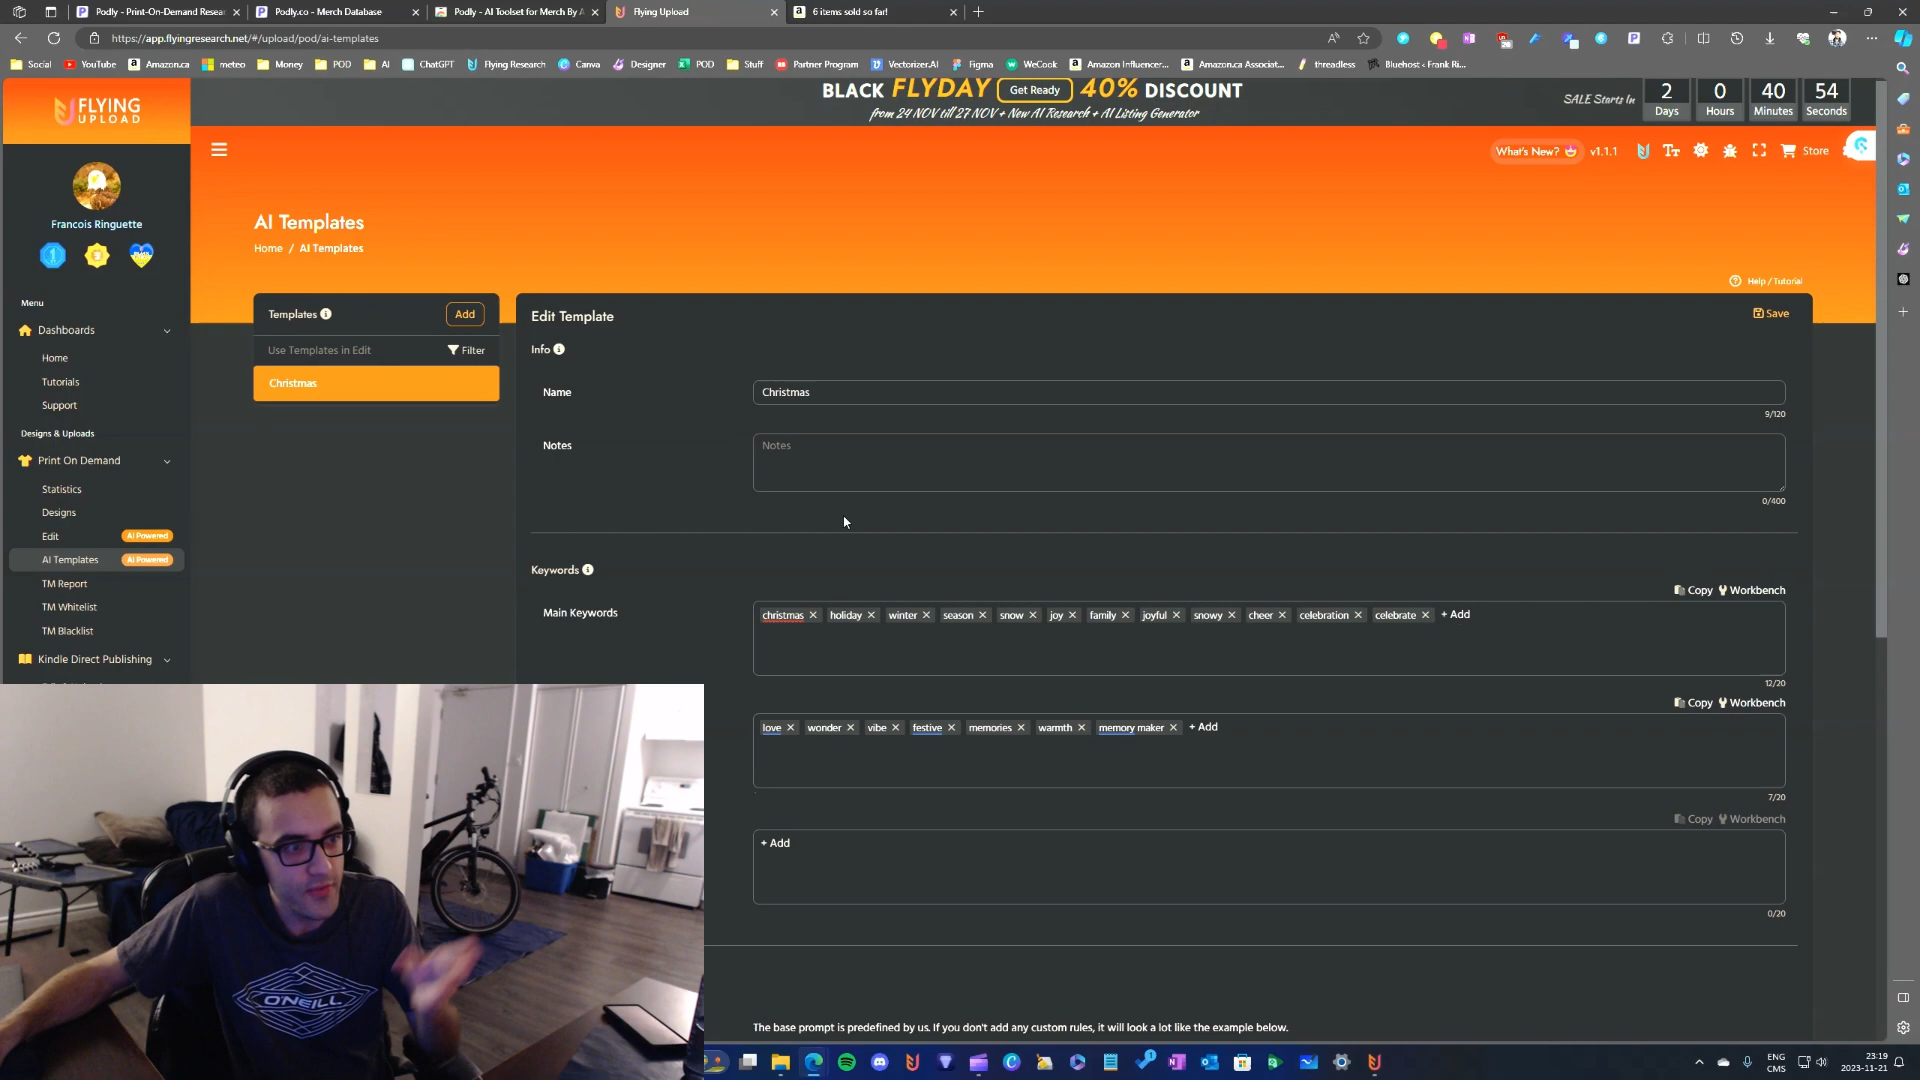 Podly - Print-On-Demand Resea
Podly.co - Merch Database
Podly - AI Toolset for Merch By A
Flying Upload
6 items sold so far!
https://app.flyingresearch.net/#/upload/pod/ai-templates
Social
YouTube
Amazon.ca
meteo
Money
POD
AI
ChatGPT
Flying Research
Canva
Designer
POD
Stuff
Partner Program
Vectorizer.AI
Figma
WeCook
Amazon Influencer...
Amazon.ca Associat...
threadless
Bluehost ‹ Frank Ri...
FLYING
UPLOAD
BLACK FLYDAY Get Ready 40% DISCOUNT
from 24 NOV till 27 NOV + New AI Research + AI Listing Generator
SALE Starts In
2 Days
0 Hours
40 Minutes
54 Seconds
What's New?
v1.1.1
Store
Francois Ringuette
AI Templates
Home / AI Templates
Help / Tutorial
Menu
Dashboards
Home
Tutorials
Support
Designs & Uploads
Print On Demand
Statistics
Designs
Edit AI Powered
AI Templates AI Powered
TM Report
TM Whitelist
TM Blacklist
Kindle Direct Publishing
Templates
Add
Use Templates in Edit
Filter
Christmas
Edit Template
Save
Info
Name
Christmas
9/120
Notes
Notes
0/400
Keywords
Copy Workbench
Main Keywords
christmas holiday winter season snow joy family joyful snowy cheer celebration celebrate + Add
12/20
Copy Workbench
love wonder vibe festive memories warmth memory maker + Add
7/20
Copy Workbench
+ Add
0/20
The base prompt is predefined by us. If you don't add any custom rules, it will look a lot like the example below.
O'NEILL
ENG
CMS
23:19
2023-11-21